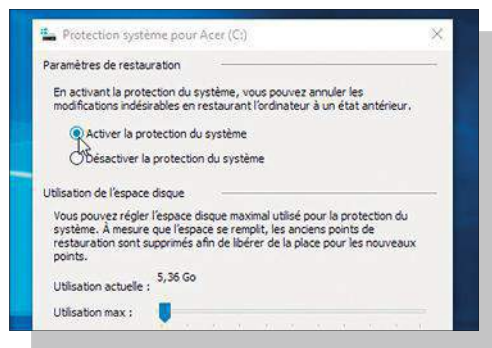 Protection système pour Acer (C:)
Paramètres de restauration
En activant la protection du système, vous pouvez annuler les
modifications indésirables en restaurant l'ordinateur à un état antérieur.
Activer la protection du système
Désactiver la protection du système
Utilisation de l'espace disque
Vous pouvez régler l'espace disque maximal utilisé pour la protection du
système. À mesure que l'espace se remplit, les anciens points de
restauration sont supprimés afin de libérer de la place pour les nouveaux
points.
Utilisation actuelle : 5,36 Go
Utilisation max :